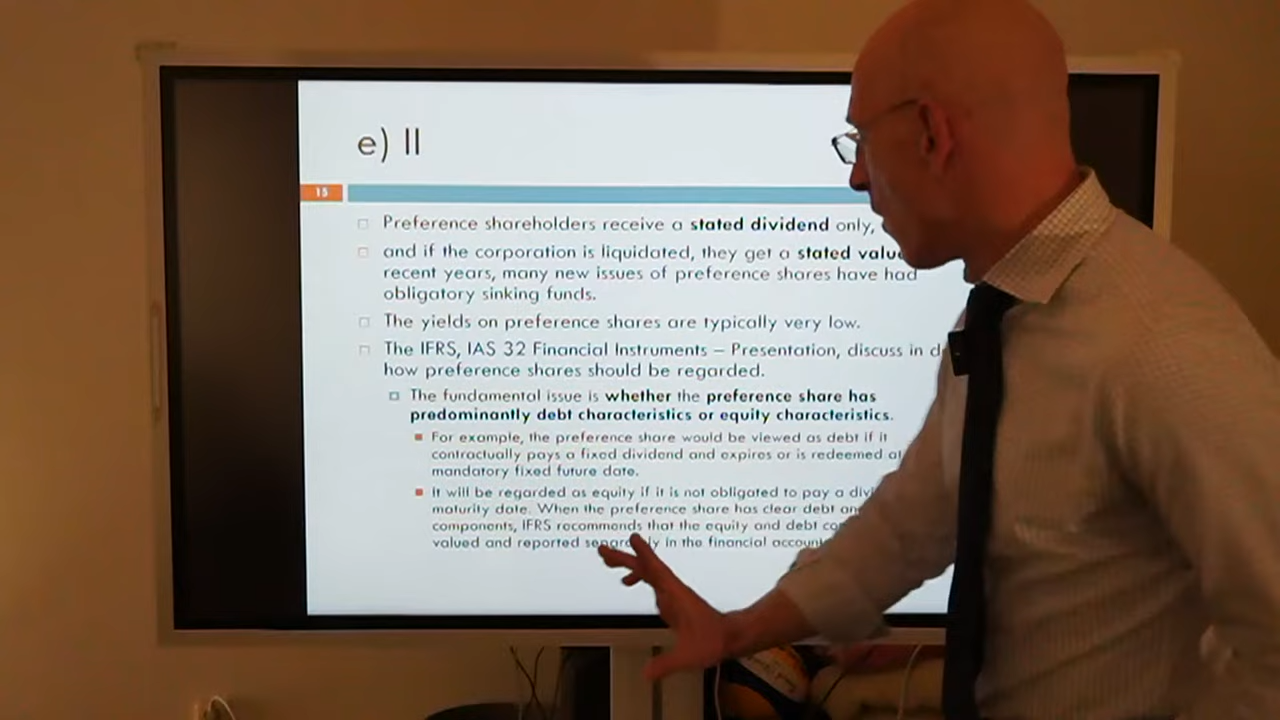 e) II
15
Preference shareholders receive a stated dividend only,
and if the corporation is liquidated, they get a stated
recent years, many new issues of preference shares have had
obligatory sinking funds.
The yields on preference shares are typically very low.
The IFRS, IAS 32 Financial Instruments – Presentation, discuss in
how preference shares should be regarded.
The fundamental issue is whether the preference share has
predominantly debt characteristics or equity characteristics.
For example, the preference share would be viewed as debt if it
contractually pays a fixed dividend and expires or is redeemed at
mandatory fixed future date.
It will be regarded as equity if it is not obligated to pay a
maturity date. When the preference share has clear debt
components, IFRS recommends that the equity and debt
valued and reported separately in the financial